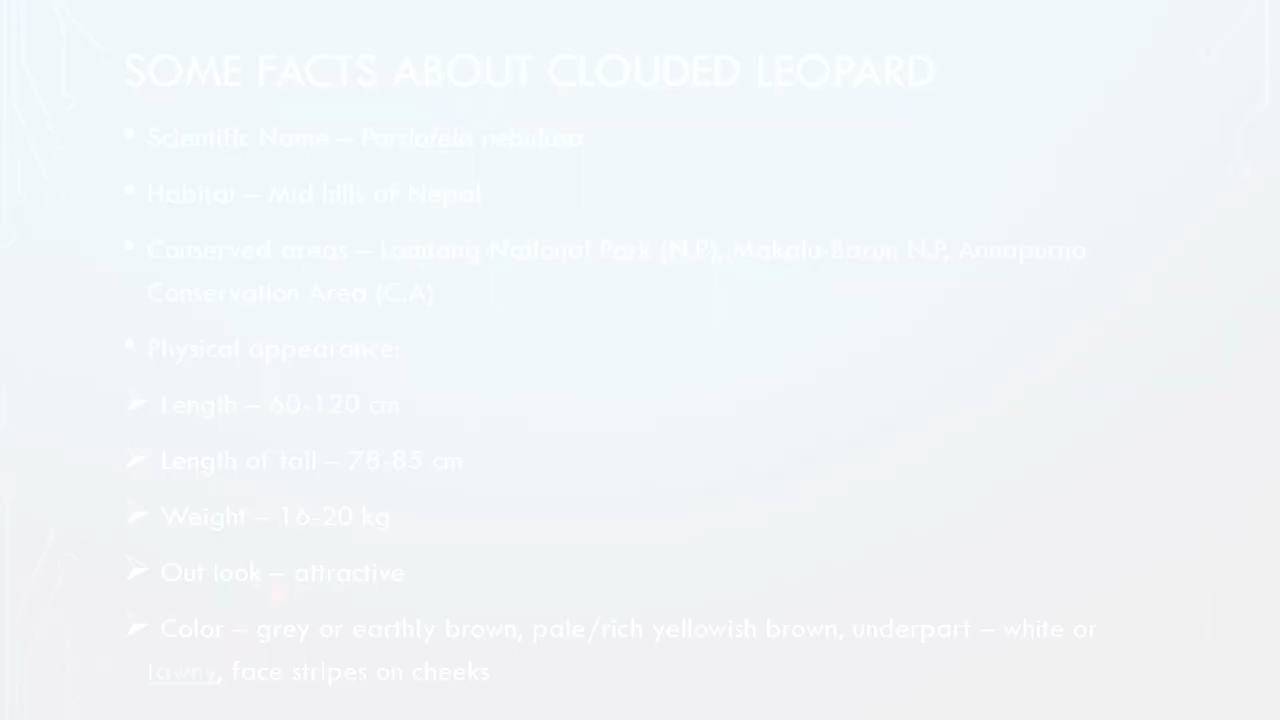 SOME FACTS ABOUT CLOUDED LEOPARD
• Scientific Name – Pardofelis nebulosa
• Habitat – Mid hills of Nepal
• Conserved areas – Lamtang National Park (N.P), Makalu-Barun N.P, Annapurna
Conservation Area (C.A)
• Physical appearance:
➢ Length – 60-120 cm
➢ Length of tail – 78-85 cm
➢ Weight – 16-20 kg
➢ Out look – attractive
➢ Color – grey or earthly brown, pale/rich yellowish brown, underpart – white or
tawny, face stripes on cheeks